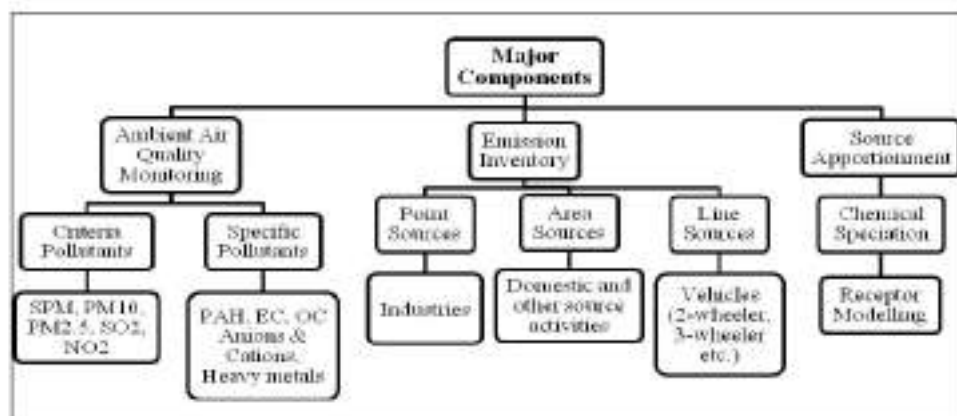 Major
Components
Ambient Air
Quality
Monitoring
Emission
Inventory
Source
Apportionment
Criteria
Pollutants
Specific
Pollutants
Point
Sources
Area
Sources
Line
Sources
Chemical
Speciation
SPM, PM10,
PM2.5, SO2,
NO2
PAH, EC, OC
Anions &
Cations,
Heavy metals
Industries
Domestic and
other source
activities
Vehicles
(2-wheeler,
3-wheeler
etc.)
Receptor
Modelling